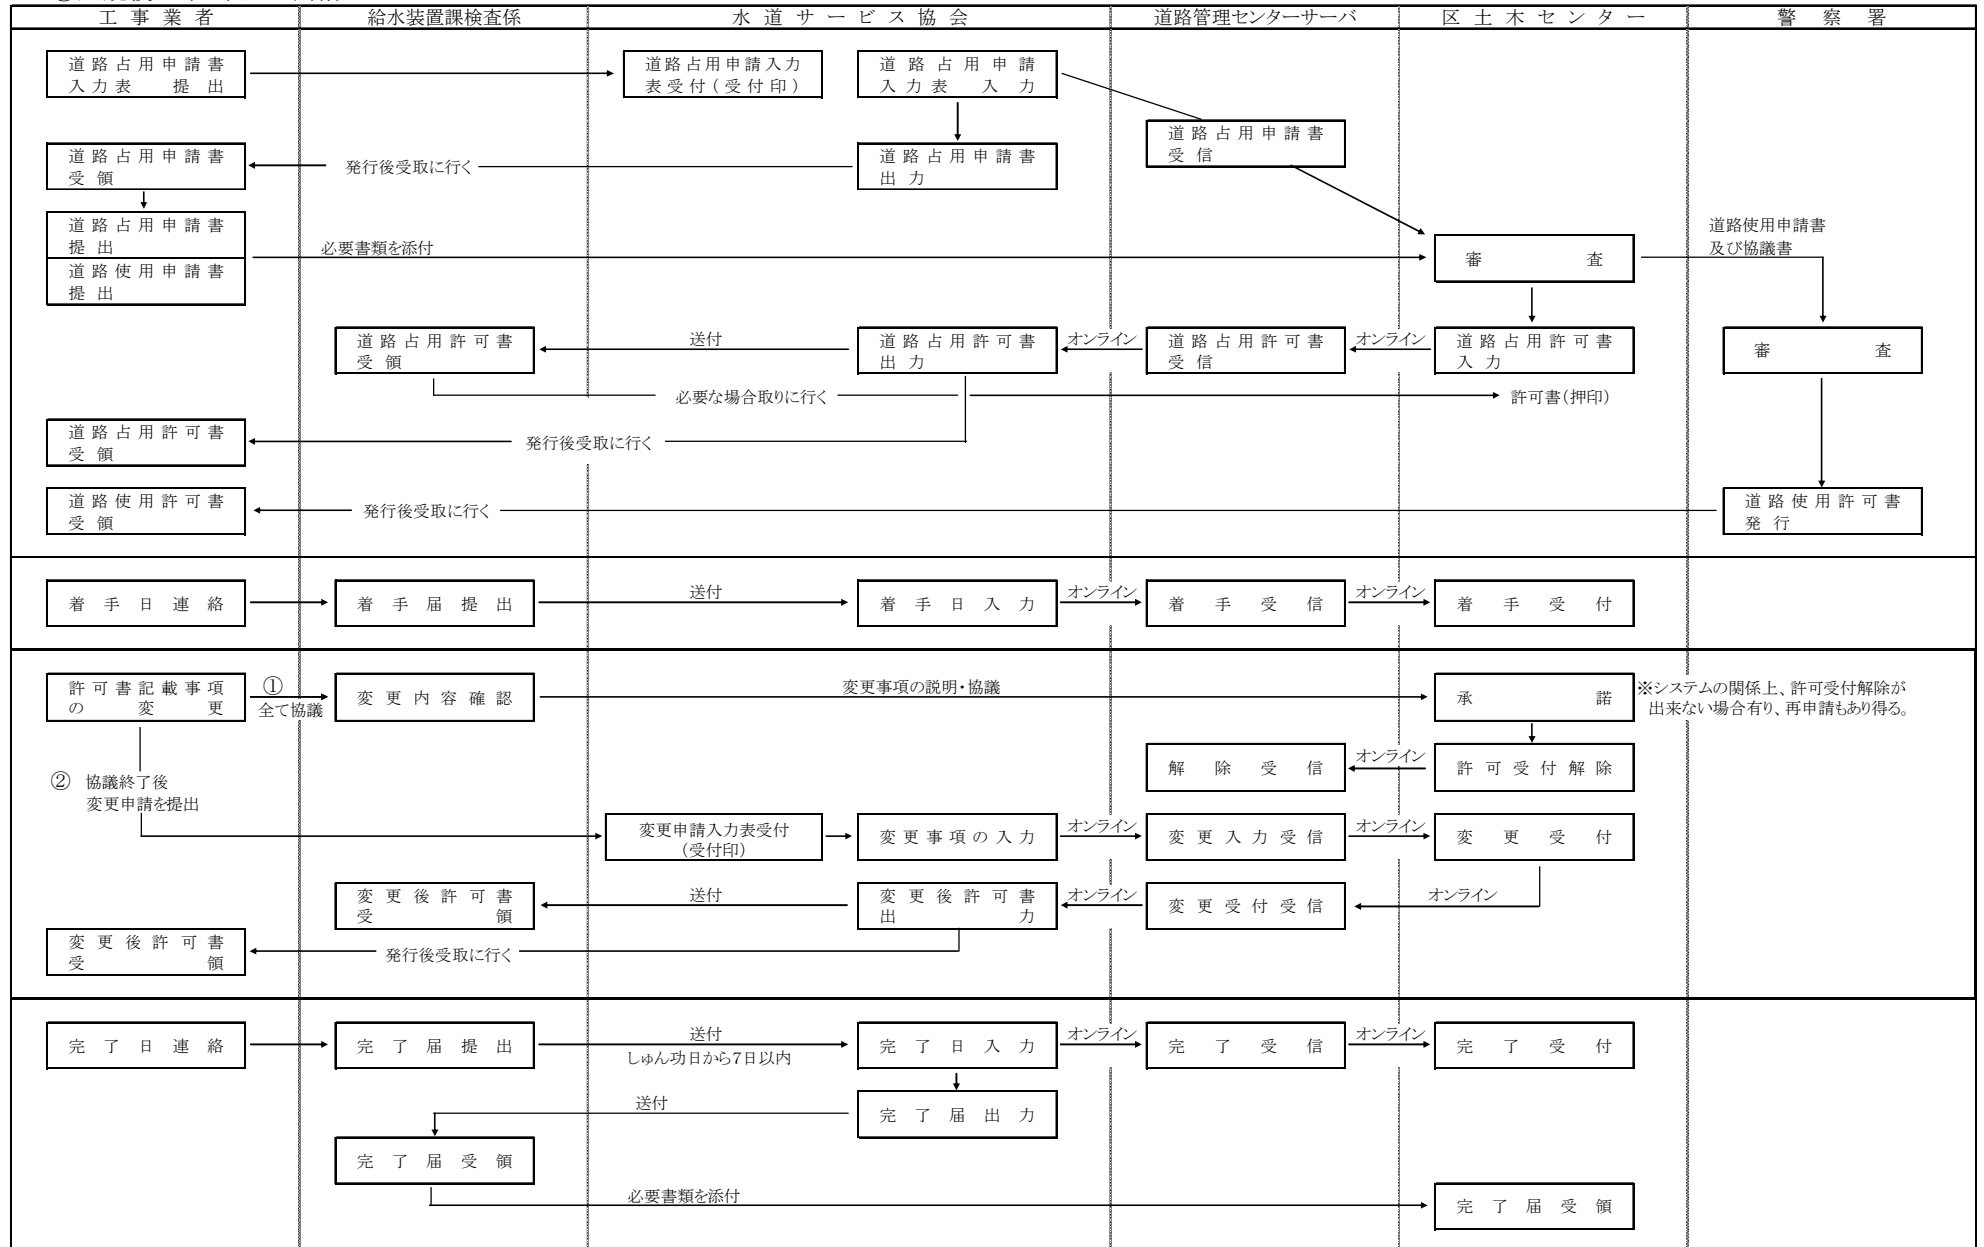 工事業者
給水装置課検査係
水道サービス協会
道路管理センターサーバ
区土木センター
警察署
道路占用申請書
入力表 提出
道路占用申請入力
表受付(受付印)
道路占用申請
入力表 入力
道路占用申請書
受信
道路占用申請書
受領
発行後受取に行く
道路占用申請書
出力
道路占用申請書
提出
道路使用申請書
提出
必要書類を添付
審査
道路使用申請書
及び協議書
道路占用許可書
受領
送付
道路占用許可書
出力
オンライン
道路占用許可書
受信
オンライン
道路占用許可書
入力
審査
必要な場合取りに行く
許可書(押印)
道路占用許可書
受領
発行後受取に行く
道路使用許可書
受領
発行後受取に行く
道路使用許可書
発行
着手日連絡
着手届提出
送付
着手日入力
オンライン
着手受信
オンライン
着手受付
許可書記載事項
の変更
①
全て協議
変更内容確認
変更事項の説明・協議
承諾
※システムの関係上、許可受付解除が
出来ない場合有り、再申請もあり得る。
解除受信
オンライン
許可受付解除
② 協議終了後
変更申請を提出
変更申請入力表受付
(受付印)
変更事項の入力
オンライン
変更入力受信
オンライン
変更受付
変更後許可書
受領
送付
変更後許可書
出力
オンライン
変更受付受信
オンライン
変更後許可書
受領
発行後受取に行く
完了日連絡
完了届提出
送付
しゅん功日から7日以内
完了日入力
オンライン
完了受信
オンライン
完了受付
送付
完了届出力
完了届受領
必要書類を添付
完了届受領